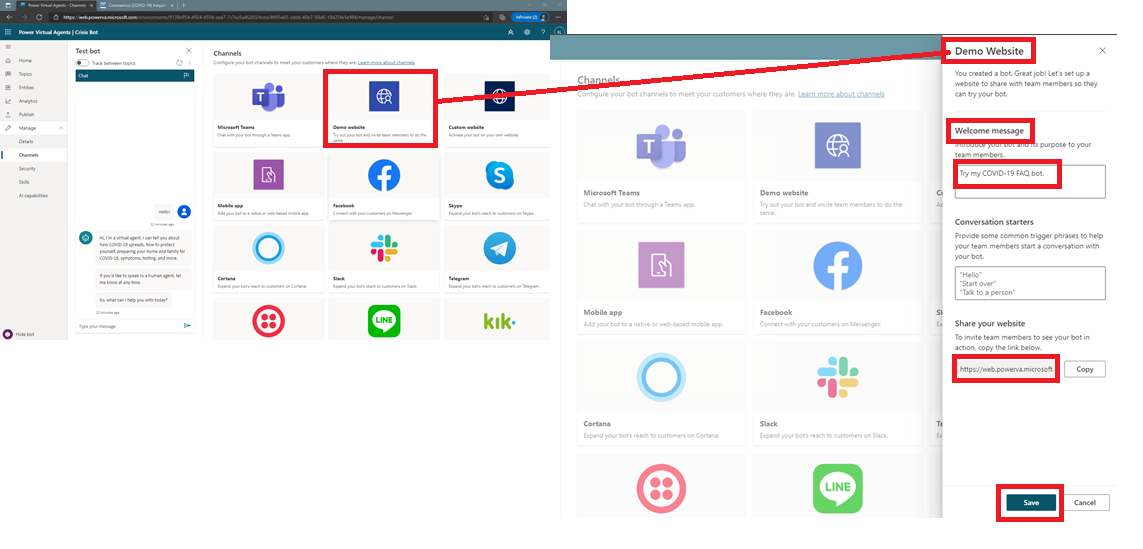 Power Virtual Agents - Channels
Coronavirus (COVID-19) frequen
https://web.powerva.microsoft.com/environments/
InPrivate (2)
Power Virtual Agents | Crisis Bot
Home
Topics
Entities
Analytics
Publish
Manage
Details
Channels
Security
Skills
AI capabilities
Hide bot
Test bot
Track between topics
Chat
Hello!
12 minutes ago
Hi, I'm a virtual agent. I can tell you about
how COVID-19 spreads, how to protect
yourself, preparing your home and family for
COVID-19, symptoms, testing, and more.
If you'd like to speak to a human agent, let
me know at any time.
So, what can I help you with today?
12 minutes ago
Type your message
Channels
Configure your bot channels to meet your customers where they are. Learn more about channels
Microsoft Teams
Chat with your bot through a Teams app.
Demo website
Try out your bot and invite team members to do the
same.
Custom website
Activate your bot on your own website.
Mobile app
Add your bot to a native or web-based mobile app.
Facebook
Connect with your customers on Messenger.
Skype
Expand your bot's reach to customers on Skype.
Cortana
Expand your bot's reach to customers on Cortana.
Slack
Expand your bot's reach to customers on Slack.
Telegram
Expand your bot's reach to customers on Telegram.
LINE
kik
Channels
Configure your bot channels to meet your customers where they are. Learn more about channels
Microsoft Teams
Chat with your bot through a Teams app.
Demo website
Try out your bot and invite team members to do the
same.
Cu
Mobile app
Add your bot to a native or web-based mobile app.
Facebook
Connect with your customers on Messenger.
Cortana
Expand your bot's reach to customers on Cortana.
Slack
Expand your bot's reach to customers on Slack.
LINE
Demo Website
You created a bot. Great job! Let's set up a
website to share with team members so they
can try your bot.
Welcome message
Introduce your bot and its purpose to your
team members.
Try my COVID-19 FAQ bot.
Conversation starters
Provide some common trigger phrases to help
your team members start a conversation with
your bot.
"Hello"
"Start over"
"Talk to a person"
Share your website
To invite team members to see your bot in
action, copy the link below.
https://web.powerva.microsoft.
Copy
Save
Cancel